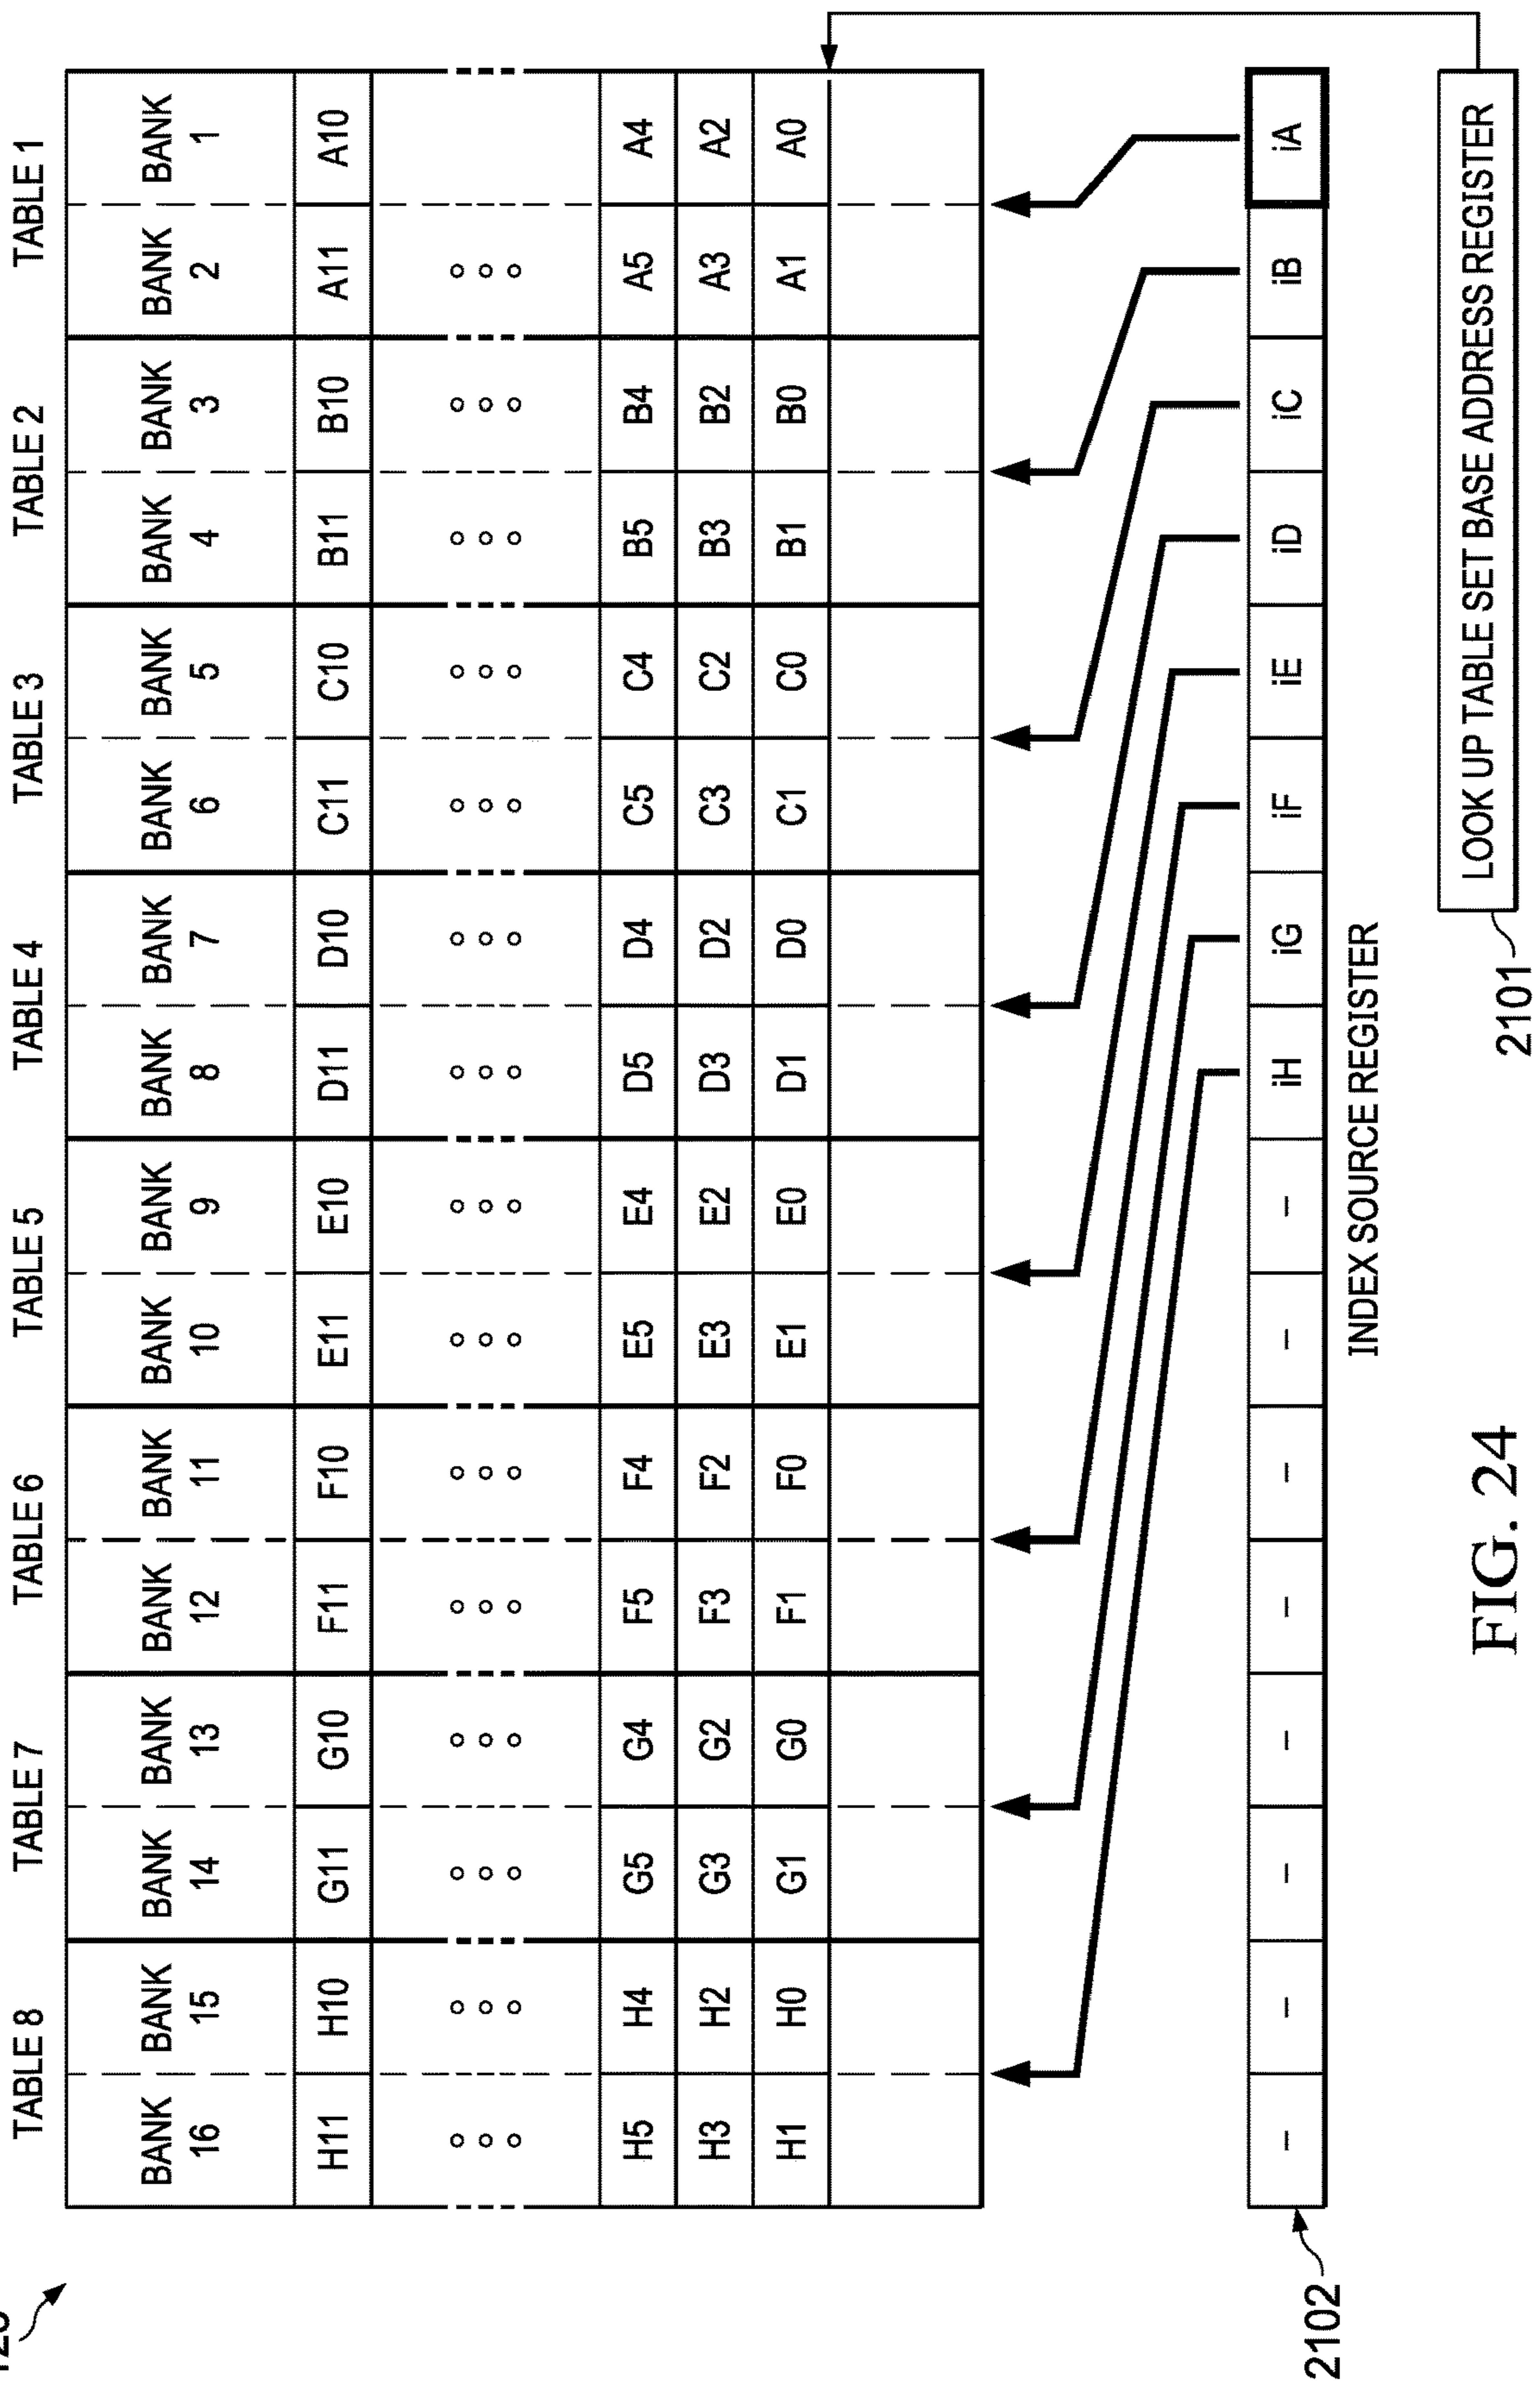 TABLE 8 TABLE 7 TABLE 6 TABLE 5 TABLE 4 TABLE 3 TABLE 2 TABLE 1
BANK BANK BANK BANK BANK BANK BANK BANK BANK BANK BANK BANK BANK BANK BANK BANK
16 15 14 13 12 11 10 9 8 7 6 5 4 3 2 1
H11 H10 G11 G10 F11 F10 E11 E10 D11 D10 C11 C10 B11 B10 A11 A10
H5 H4 G5 G4 F5 F4 E5 E4 D5 D4 C5 C4 B5 B4 A5 A4
H3 H2 G3 G2 F3 F2 E3 E2 D3 D2 C3 C2 B3 B2 A3 A2
H1 H0 G1 G0 F1 F0 E1 E0 D1 D0 C1 C0 B1 B0 A1 A0
– – – – – – – – iH iG iF iE iD iC iB iA
2102
INDEX SOURCE REGISTER
LOOK UP TABLE SET BASE ADDRESS REGISTER
2101
FIG. 24